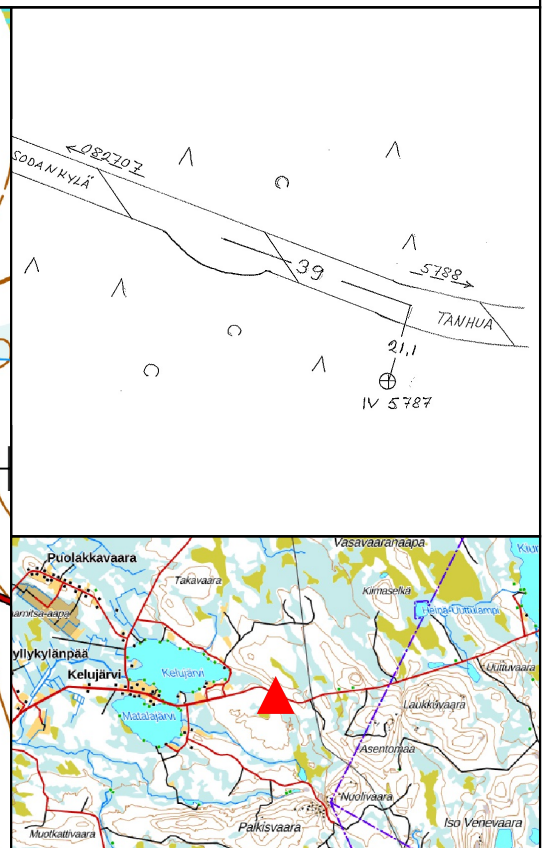 082707
SODANKYLÄ
39
5788
TANHUA
21,1
IV 5787
Vasavaaranaapa
Puolakkavaara
Takavaara
Kiimaselkä
Heinä-Uuttulampi
yllykylänpää
Kelujärvi
Kelujärvi
Uuttuvaara
Matalajärvi
Laukkuvaara
Asentomaa
Nuolivaara
Palkisvaara
Iso Venevaara
Muotkattivaara